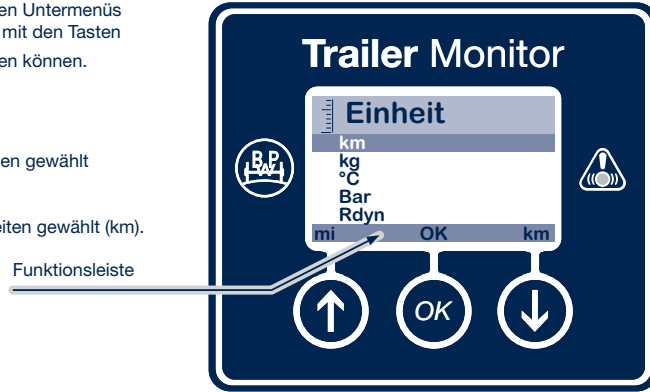 en Untermenüs
mit den Tasten
en können.
en gewählt
eiten gewählt (km).
Funktionsleiste
Trailer Monitor
BPW
Einheit
km
kg
°C
Bar
Rdyn
mi OK km
OK